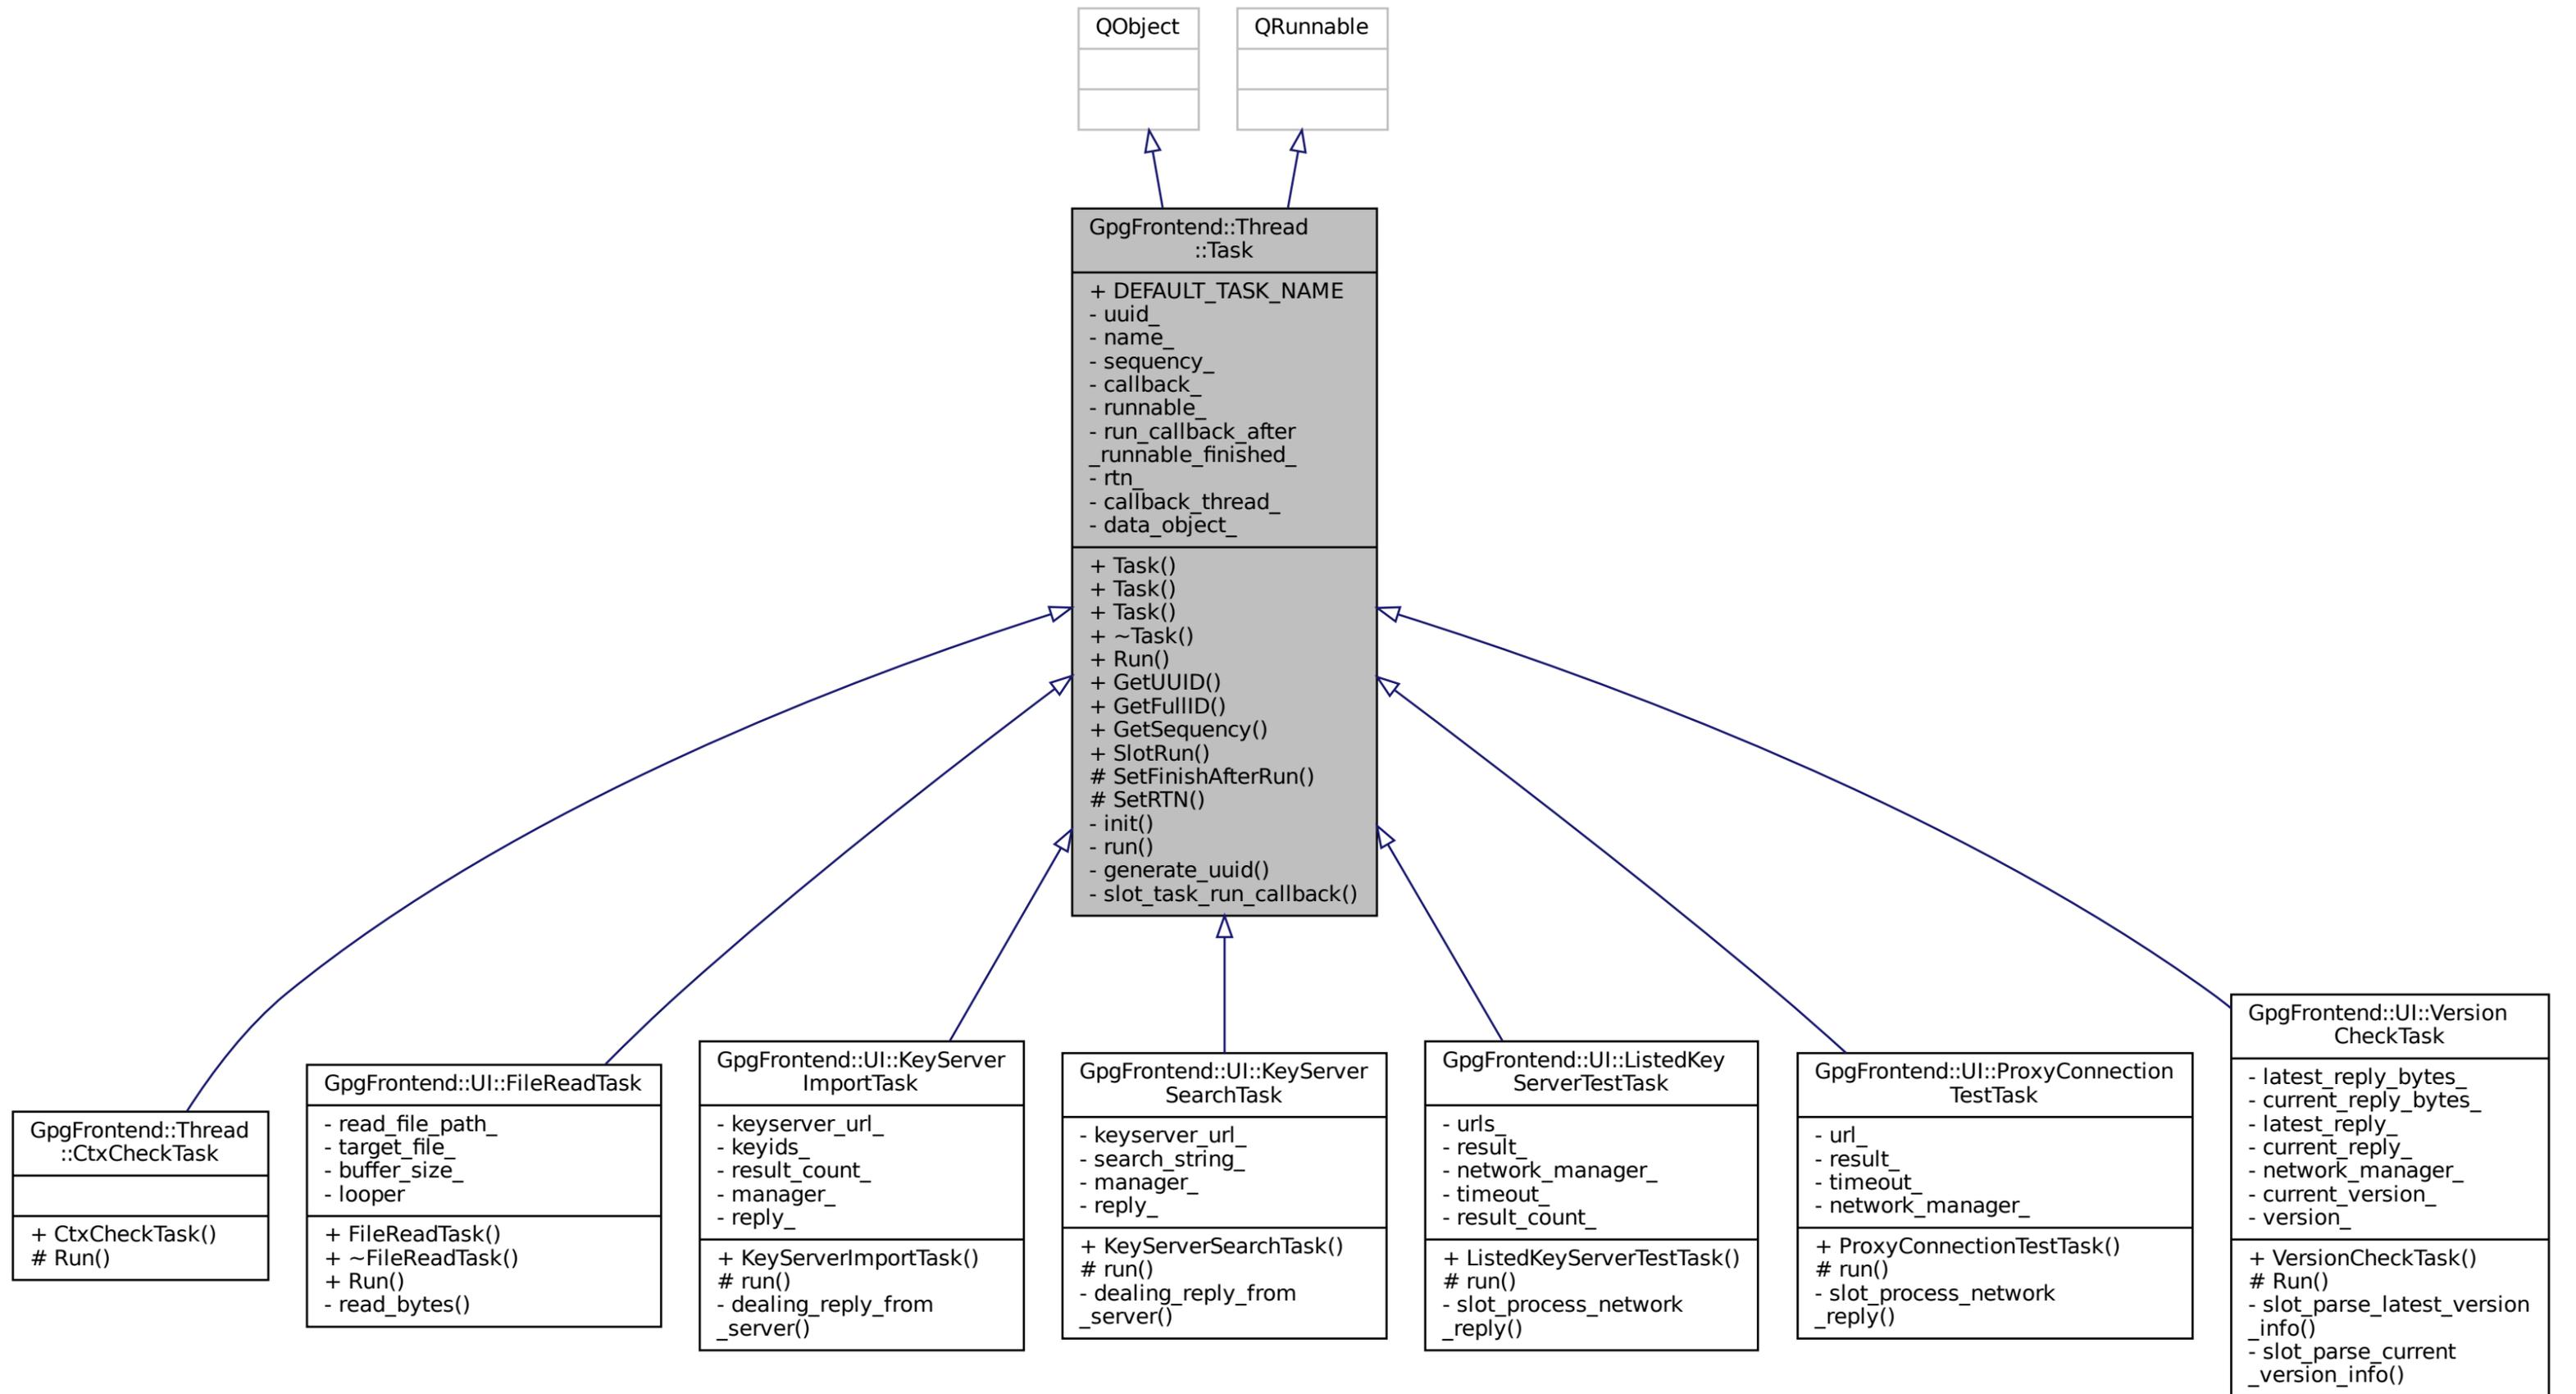 QObject
QRunnable
GpgFrontend::Thread
::Task
+ DEFAULT_TASK_NAME
- uuid_
- name_
- sequency_
- callback_
- runnable_
- run_callback_after
_runnable_finished_
- rtn_
- callback_thread_
- data_object_
+ Task()
+ Task()
+ Task()
+ ~Task()
+ Run()
+ GetUUID()
+ GetFullID()
+ GetSequency()
+ SlotRun()
# SetFinishAfterRun()
# SetRTN()
- init()
- run()
- generate_uuid()
- slot_task_run_callback()
GpgFrontend::Thread
::CtxCheckTask
+ CtxCheckTask()
# Run()
GpgFrontend::UI::FileReadTask
- read_file_path_
- target_file_
- buffer_size_
- looper
+ FileReadTask()
+ ~FileReadTask()
+ Run()
- read_bytes()
GpgFrontend::UI::KeyServer
ImportTask
- keyserver_url_
- keyids_
- result_count_
- manager_
- reply_
+ KeyServerImportTask()
# run()
- dealing_reply_from
_server()
GpgFrontend::UI::KeyServer
SearchTask
- keyserver_url_
- search_string_
- manager_
- reply_
+ KeyServerSearchTask()
# run()
- dealing_reply_from
_server()
GpgFrontend::UI::ListedKey
ServerTestTask
- urls_
- result_
- network_manager_
- timeout_
- result_count_
+ ListedKeyServerTestTask()
# run()
- slot_process_network
_reply()
GpgFrontend::UI::ProxyConnection
TestTask
- url_
- result_
- timeout_
- network_manager_
+ ProxyConnectionTestTask()
# run()
- slot_process_network
_reply()
GpgFrontend::UI::Version
CheckTask
- latest_reply_bytes_
- current_reply_bytes_
- latest_reply_
- current_reply_
- network_manager_
- current_version_
- version_
+ VersionCheckTask()
# Run()
- slot_parse_latest_version
_info()
- slot_parse_current
_version_info()